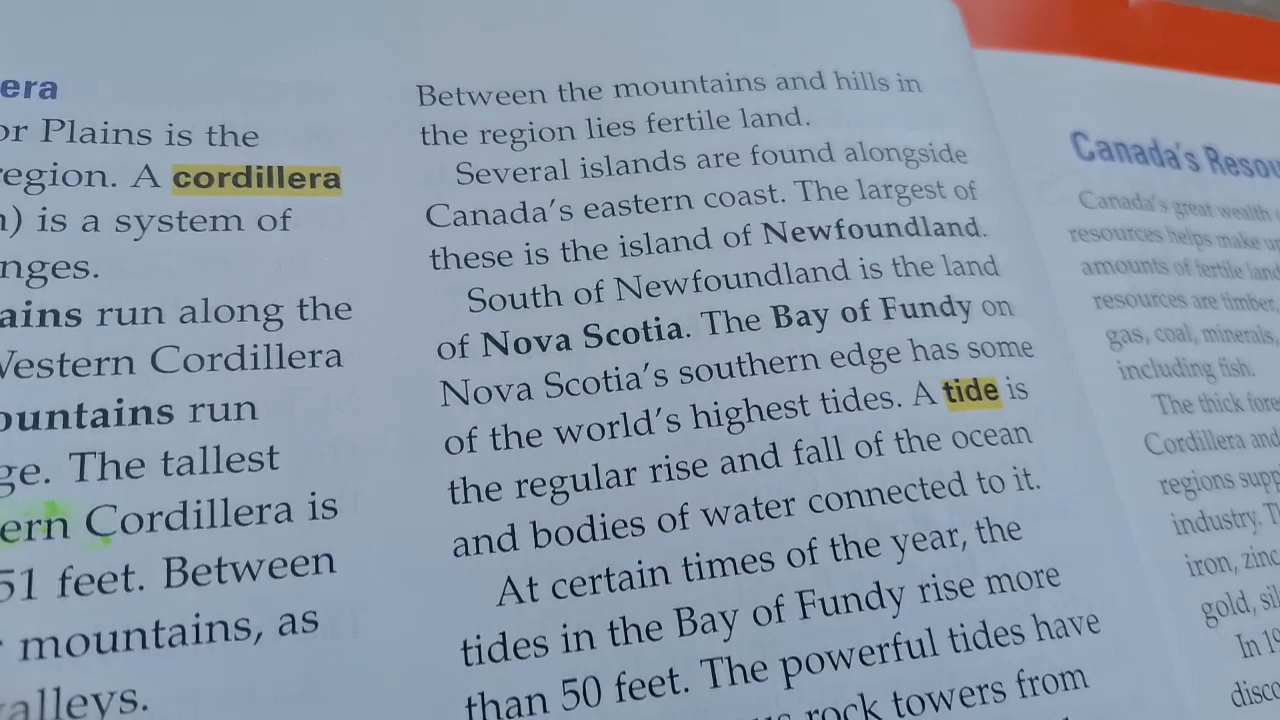 era
or Plains is the
region. A cordillera
) is a system of
nges.
ains run along the
Western Cordillera
ountains run
ge. The tallest
ern Cordillera is
51 feet. Between
mountains, as
alleys.
Between the mountains and hills in
the region lies fertile land.
Several islands are found alongside
Canada's eastern coast. The largest of
these is the island of Newfoundland.
South of Newfoundland is the land
of Nova Scotia. The Bay of Fundy on
Nova Scotia's southern edge has some
of the world's highest tides. A tide is
the regular rise and fall of the ocean
and bodies of water connected to it.
At certain times of the year, the
tides in the Bay of Fundy rise more
than 50 feet. The powerful tides have
rock towers from
Canada's Resou
Canada's great wealth
resources helps make
amounts of fertile land
resources are timber,
gas, coal, minerals,
including fish.
The thick fore
Cordillera and
regions supp
industry. T
iron, zinc
gold, sil
In 19
disco